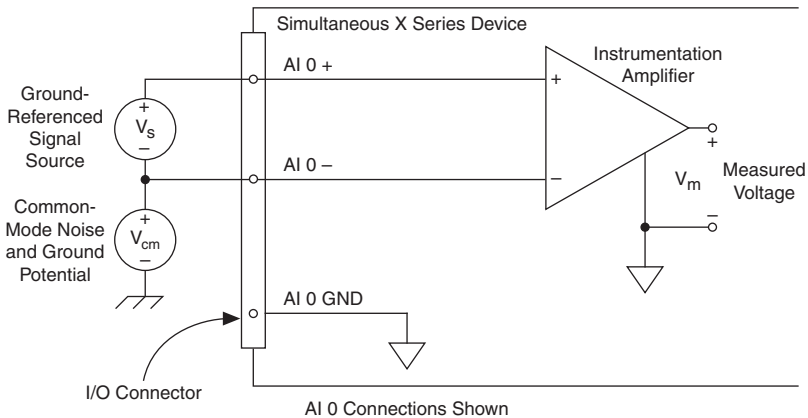 Simultaneous X Series Device
AI 0 +
Instrumentation
Amplifier
+
Ground-
Referenced
Signal
Source
+
Vs
–
+
Measured
Voltage
Vm
–
AI 0 –
–
Common-
Mode Noise
and Ground
Potential
+
Vcm
–
AI 0 GND
I/O Connector
AI 0 Connections Shown